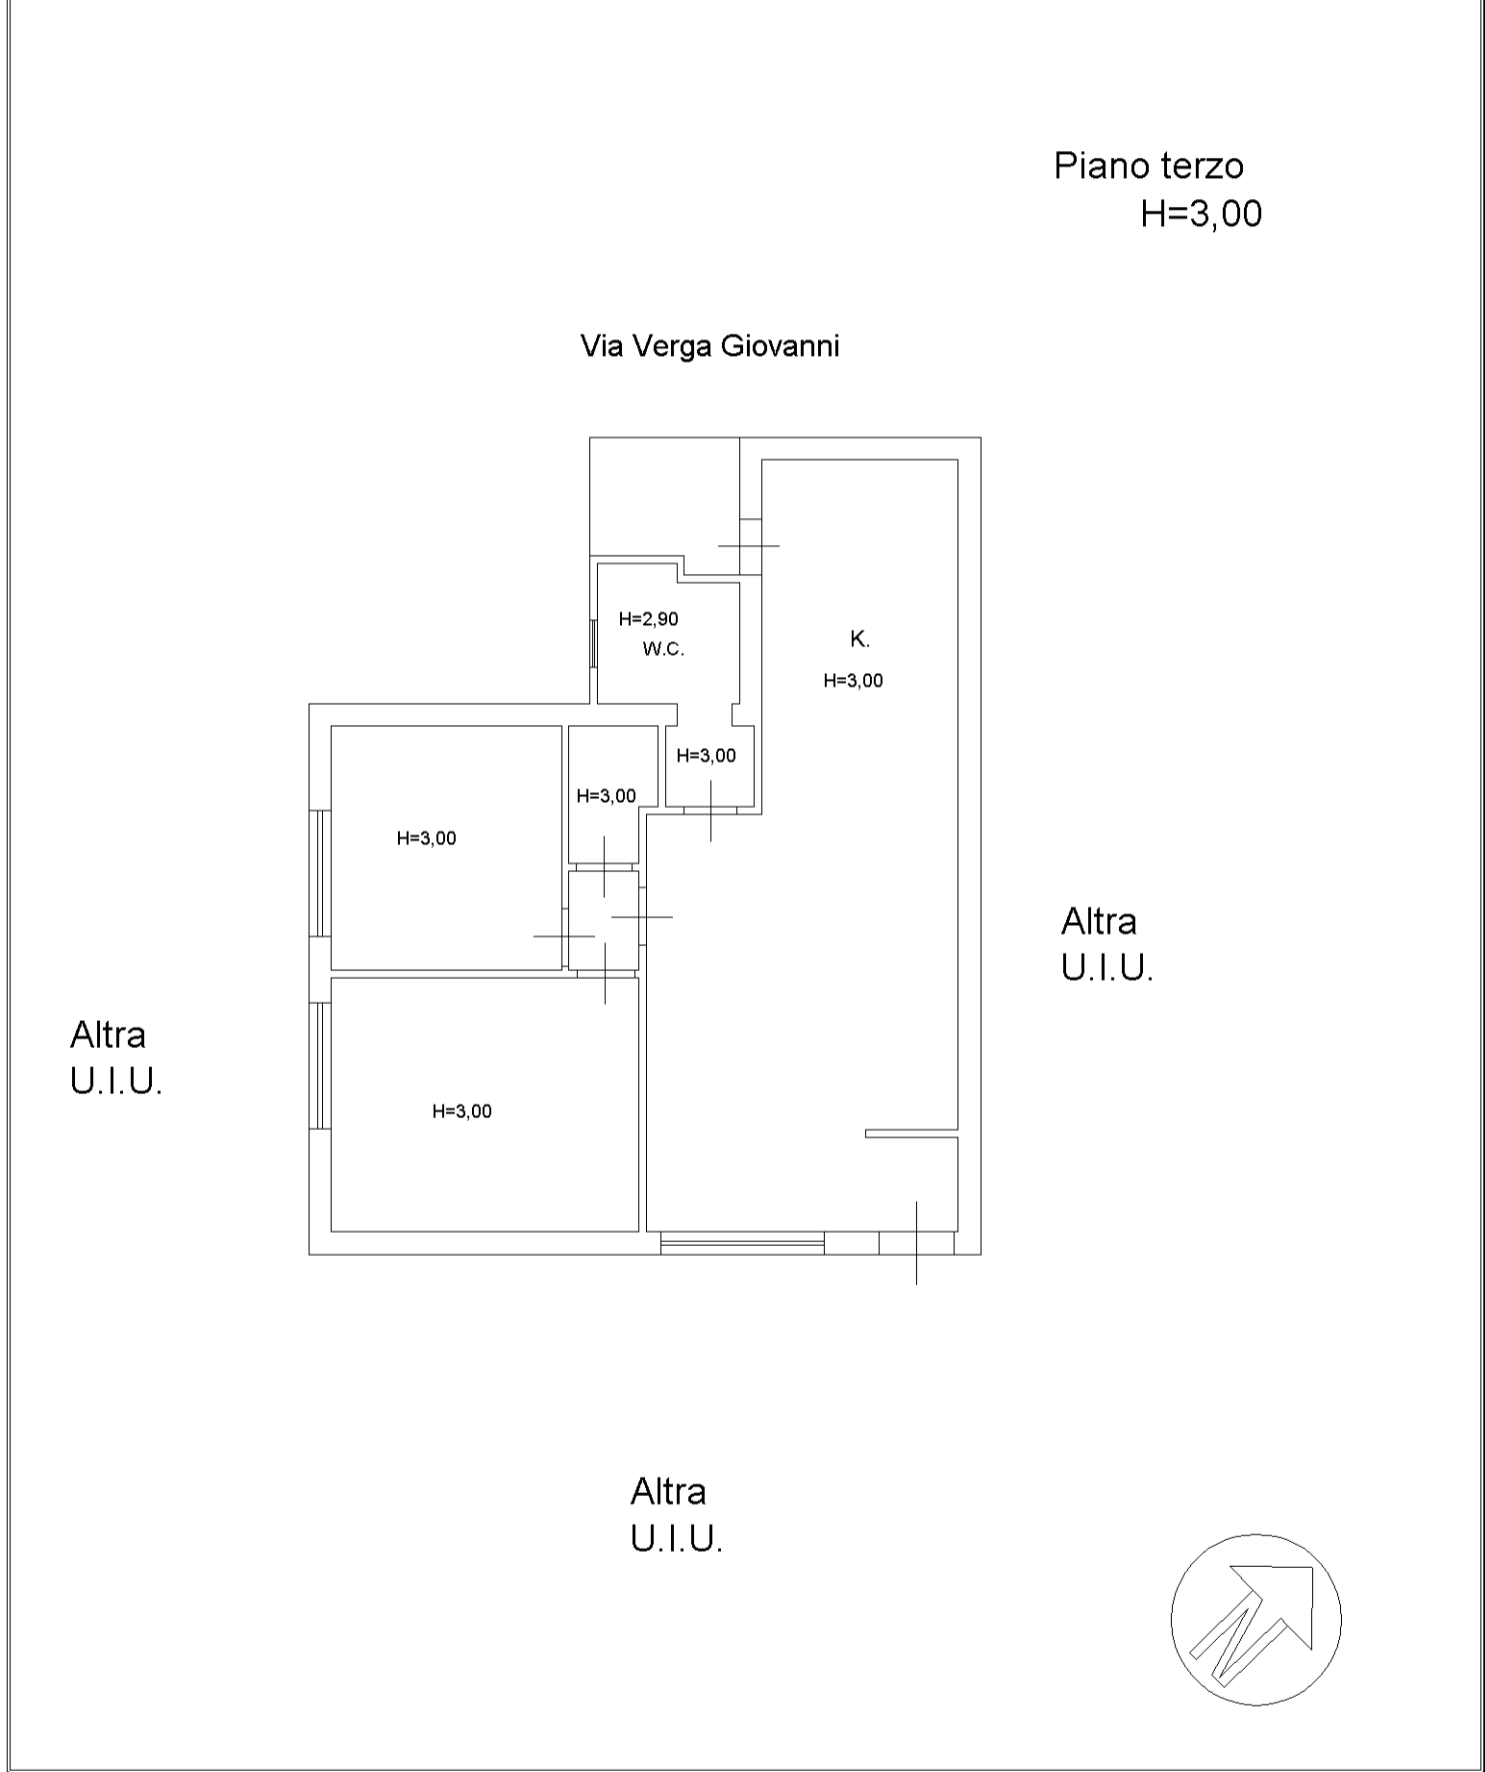 Piano terzo
H=3,00
Via Verga Giovanni
H=2,90
W.C.
K.
H=3,00
H=3,00
H=3,00
H=3,00
Altra
U.I.U.
Altra
U.I.U.
H=3,00
Altra
U.I.U.
N